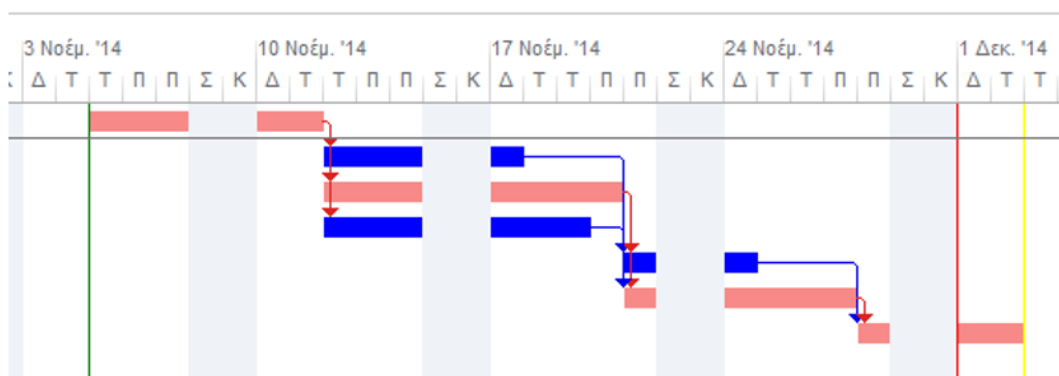 3 Νοέμ. '14 10 Νοέμ. '14 17 Νοέμ. '14 24 Νοέμ. '14 1 Δεκ. '14
Κ Δ Τ Τ Π Π Σ Κ Δ Τ Τ Π Π Σ Κ Δ Τ Τ Π Π Σ Κ Δ Τ Τ Π Π Σ Κ Δ Τ Τ